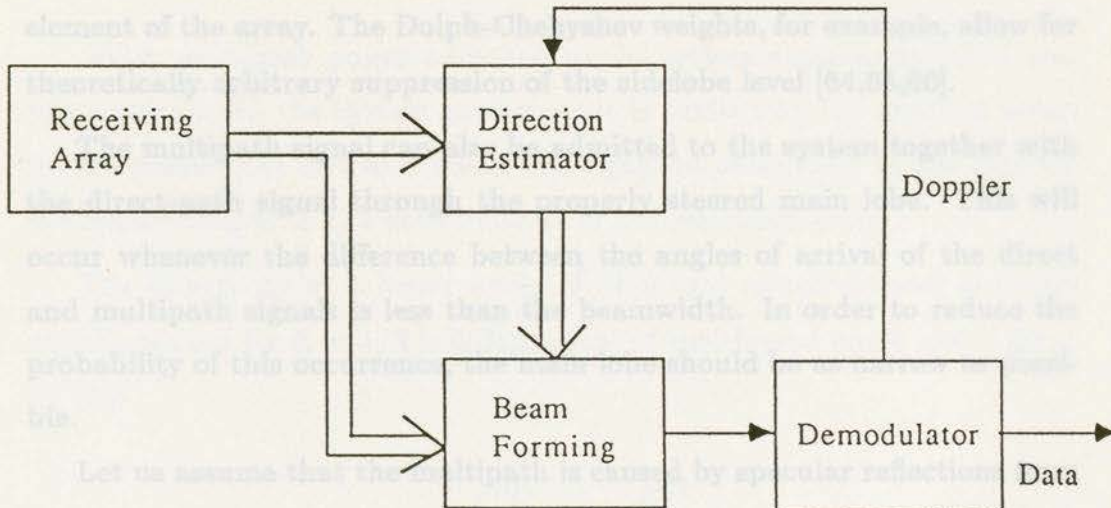 element of the array. The Dolph-Chebyshev weights, for example, allow for
theoretically arbitrary suppression of the sidelobe level
Receiving
Array
Direction
Estimator
Doppler
The multipath signal can also be admitted to the system together with
the direct-path signal through the properly steered main lobe. This will
occur whenever the difference between the angles of arrival of the direct
and multipath signals is less than the beamwidth. In order to reduce the
probability of this occurrence, the main lobe should be as narrow as possi-
ble.
Beam
Forming
Demodulator
Data
Let us assume that the multipath is caused by specular reflections from